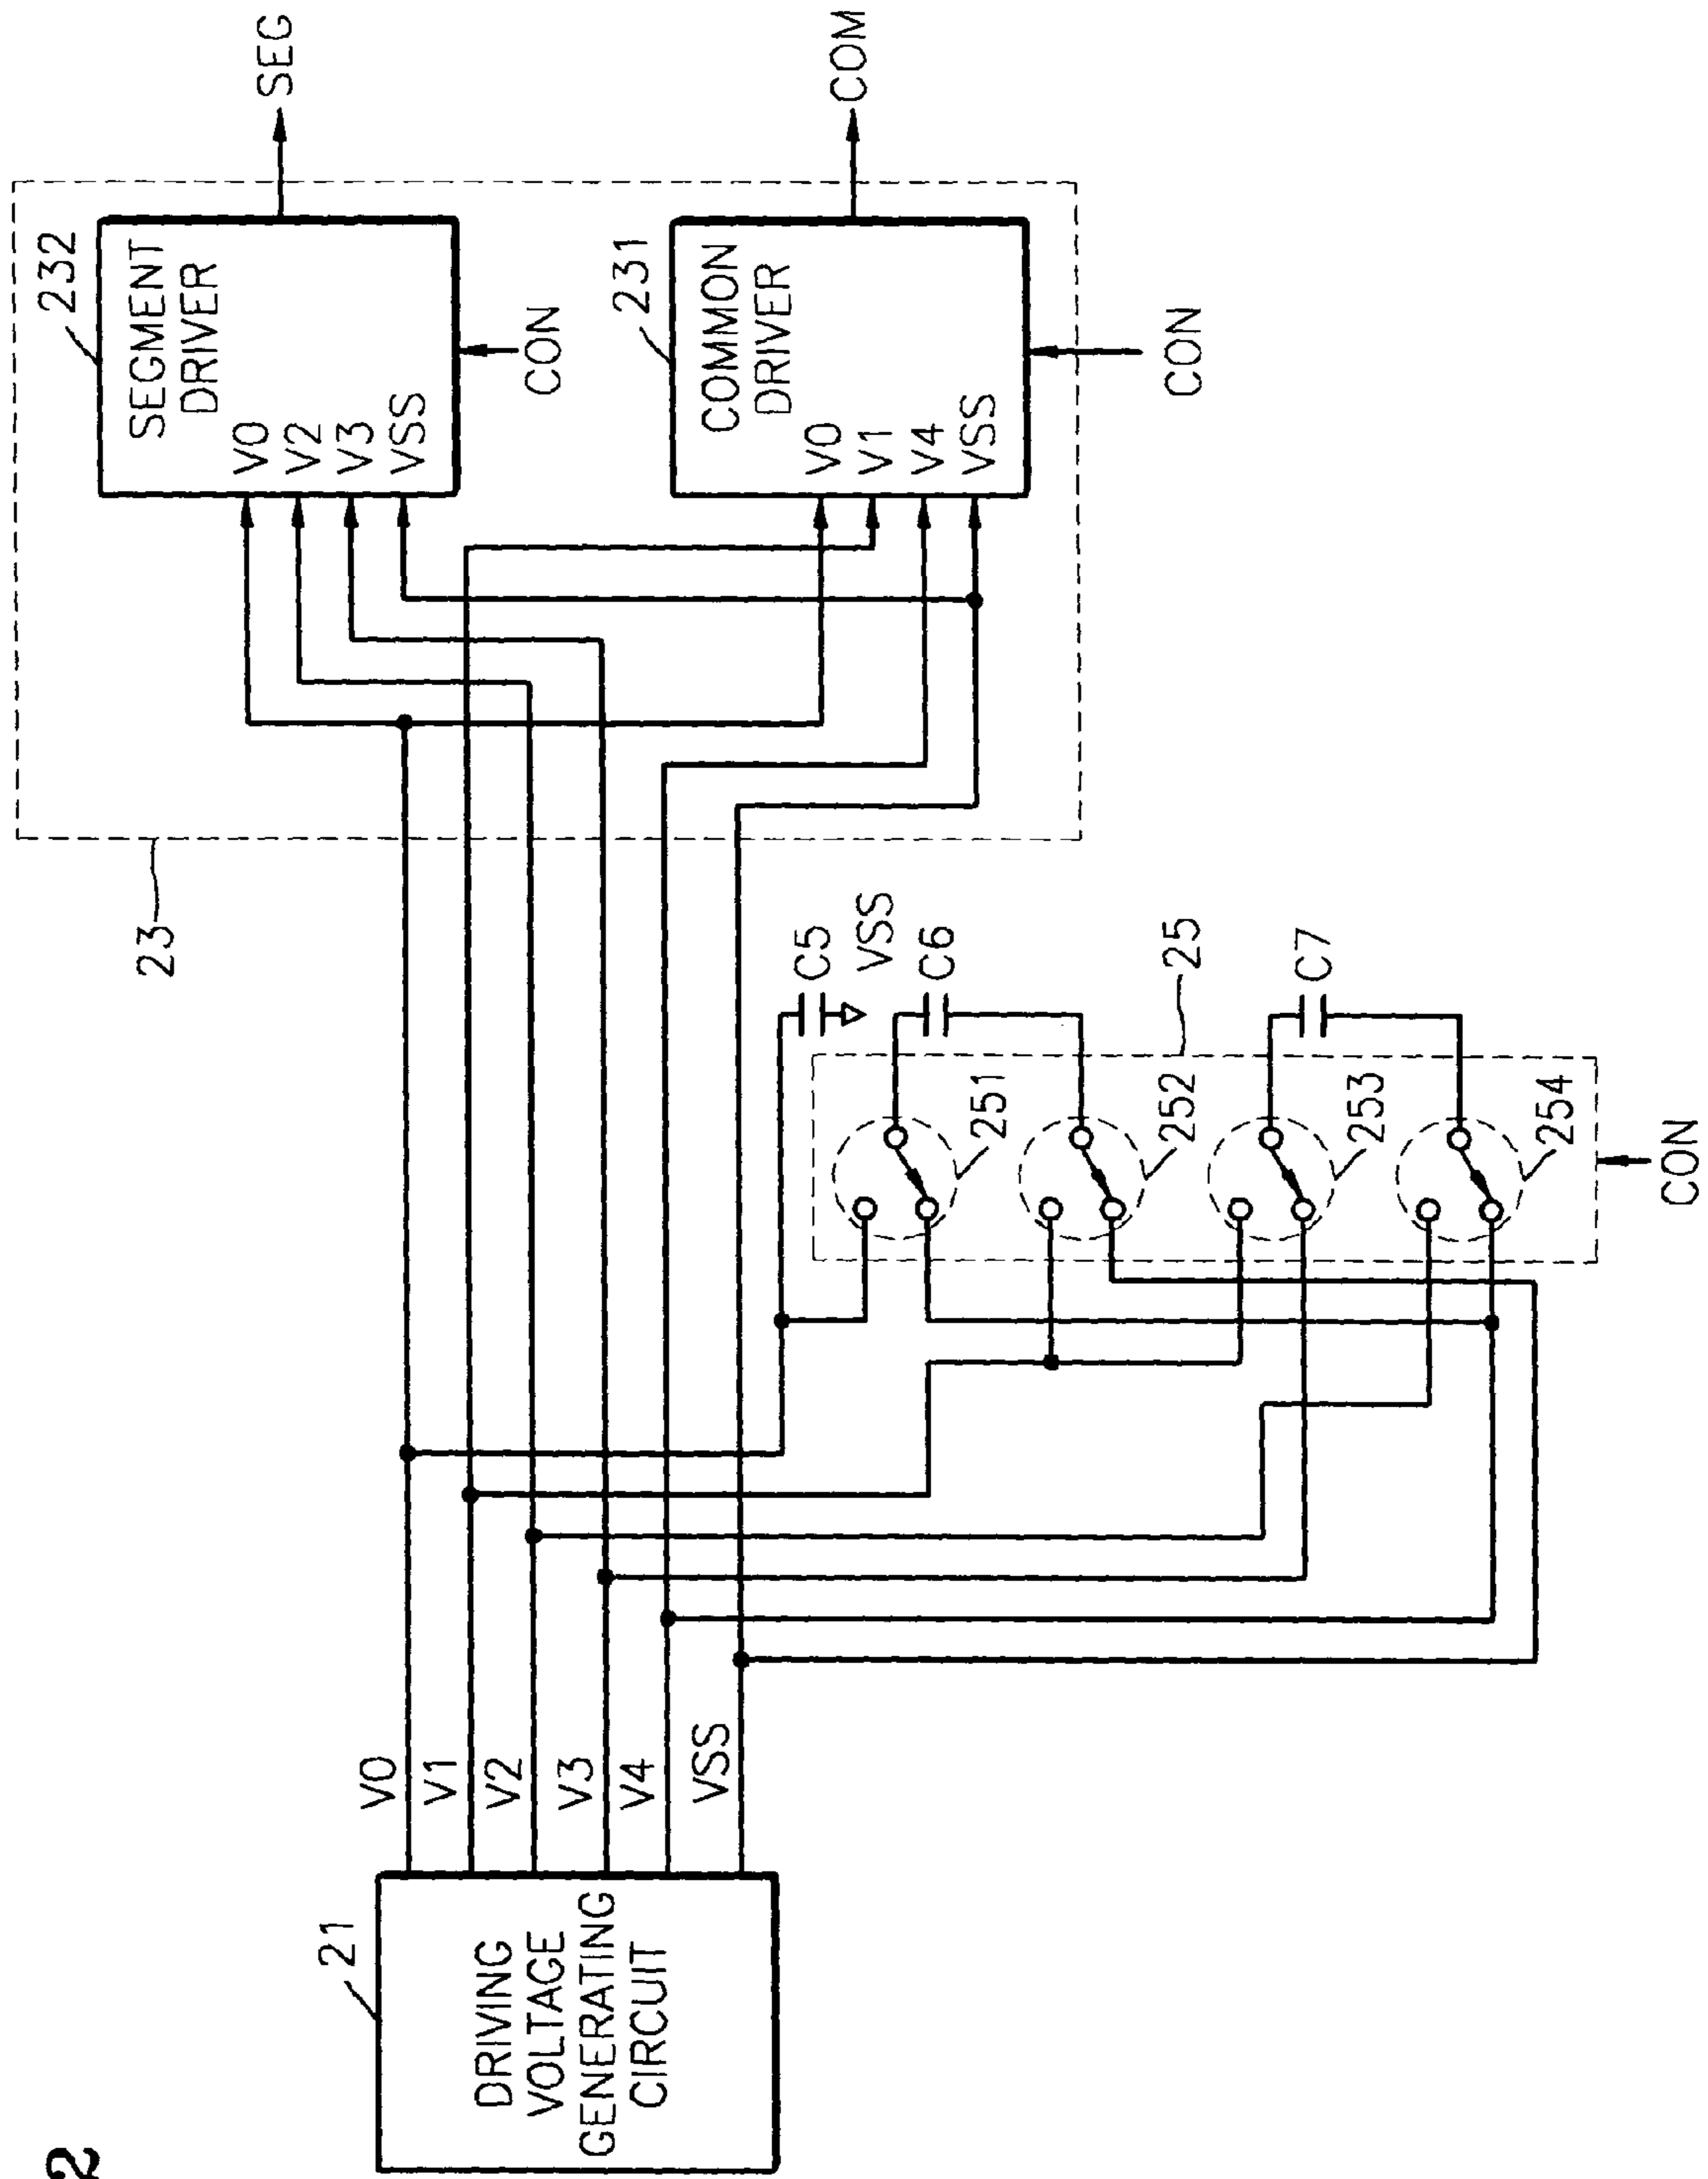 2
21
DRIVING
VOLTAGE
GENERATING
CIRCUIT
V0
V1
V2
V3
V4
VSS
23
232
SEGMENT
DRIVER
V0
V2
V3
VSS
CON
SEG
231
COMMON
DRIVER
V0
V1
V4
VSS
CON
COM
C5
VSS
C6
25
C7
251
252
253
254
CON